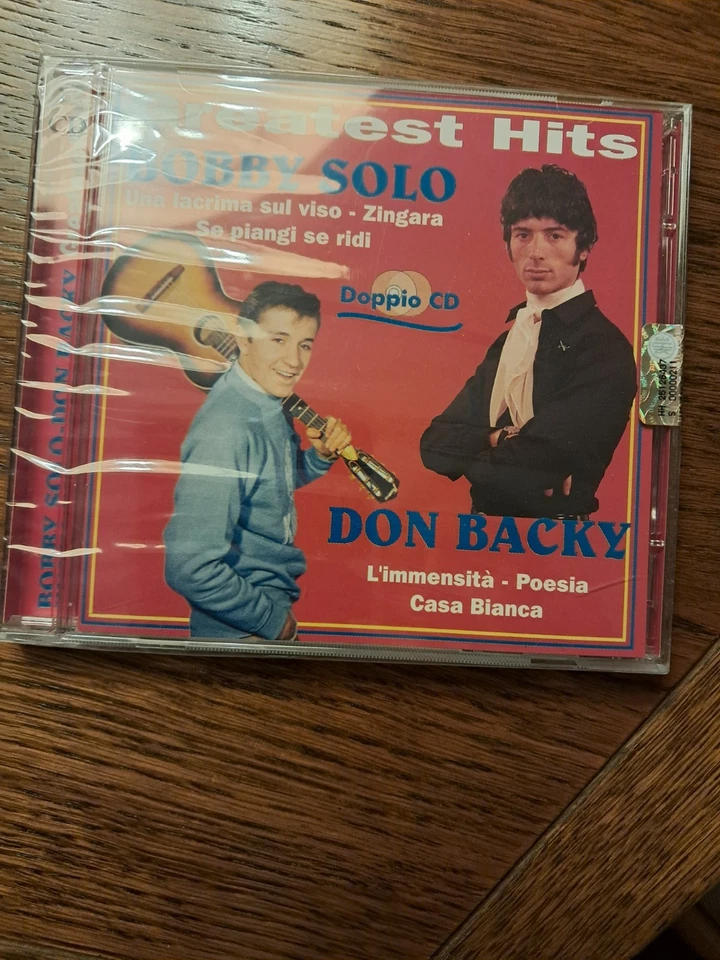 Greatest Hits
BOBBY SOLO
Una lacrima sul viso - Zingara
Se piangi se ridi
Doppio CD
DON BACKY
L'immensità - Poesia
Casa Bianca
BOBBY SOLO-DON BACKY
CD
S 00000211